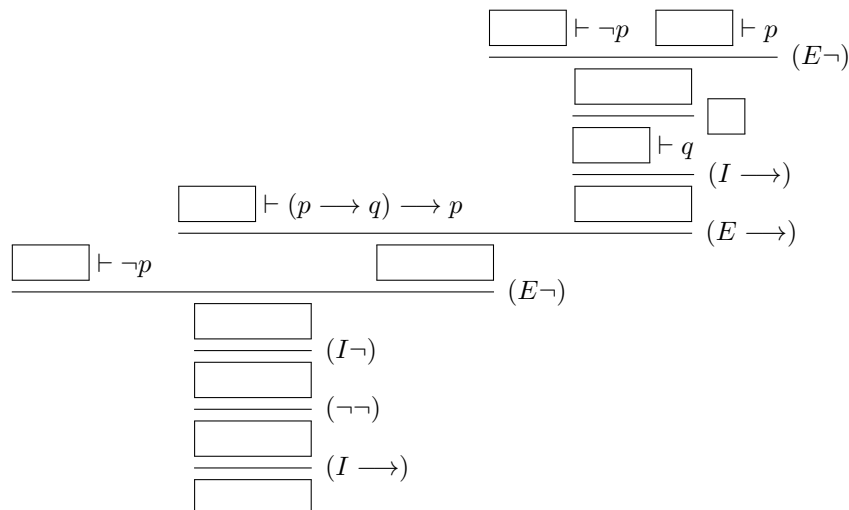 ⊢ ¬p ⊢ p
(E¬)
⊢ q
(I ⟶)
⊢ (p ⟶ q) ⟶ p
(E ⟶)
⊢ ¬p
(E¬)
(I¬)
(¬¬)
(I ⟶)